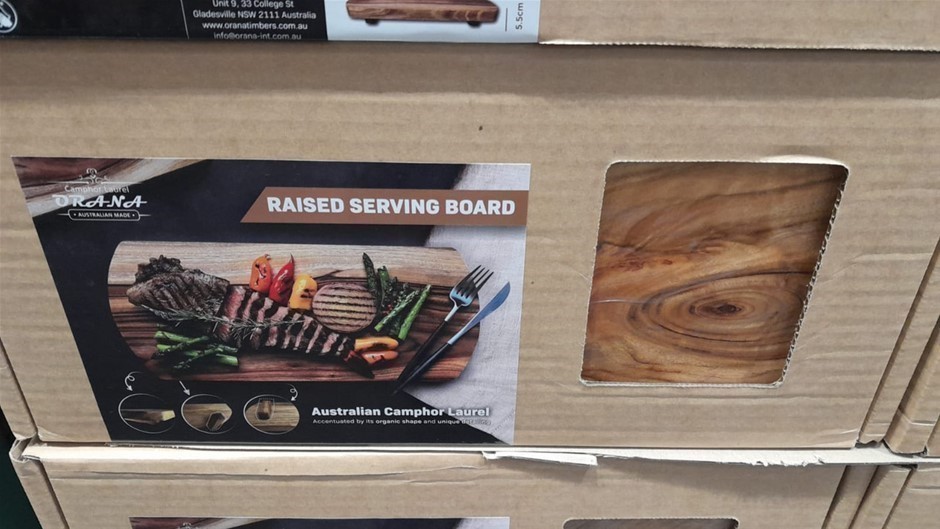 Unit 9, 33 College St
Gladesville NSW 2111 Australia
www.oranatimbers.com.au
info@orana-int.com.au
5.5cm
Camphor Laurel
ORANA
• AUSTRALIAN MADE •
RAISED SERVING BOARD
Australian Camphor Laurel
Accentuated by its organic shape and unique detailing